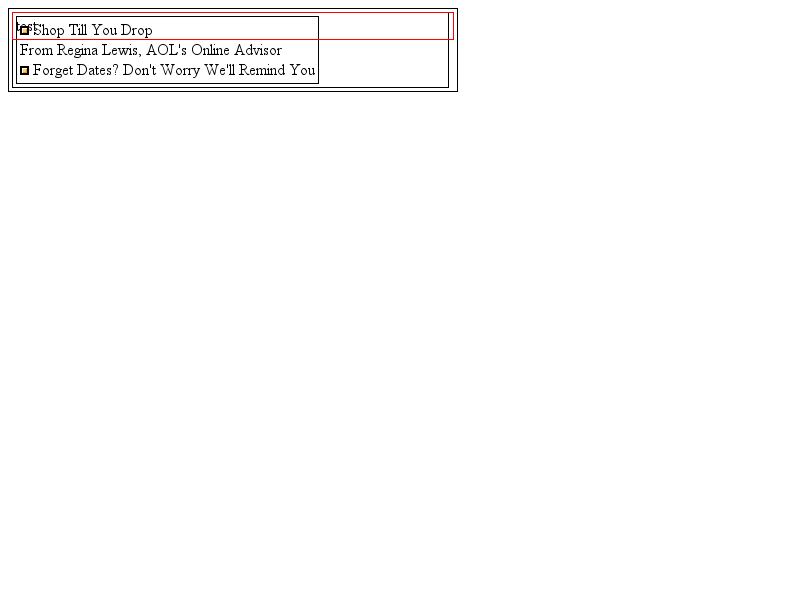 test
Shop Till You Drop
From Regina Lewis, AOL's Online Advisor
Forget Dates? Don't Worry We'll Remind You